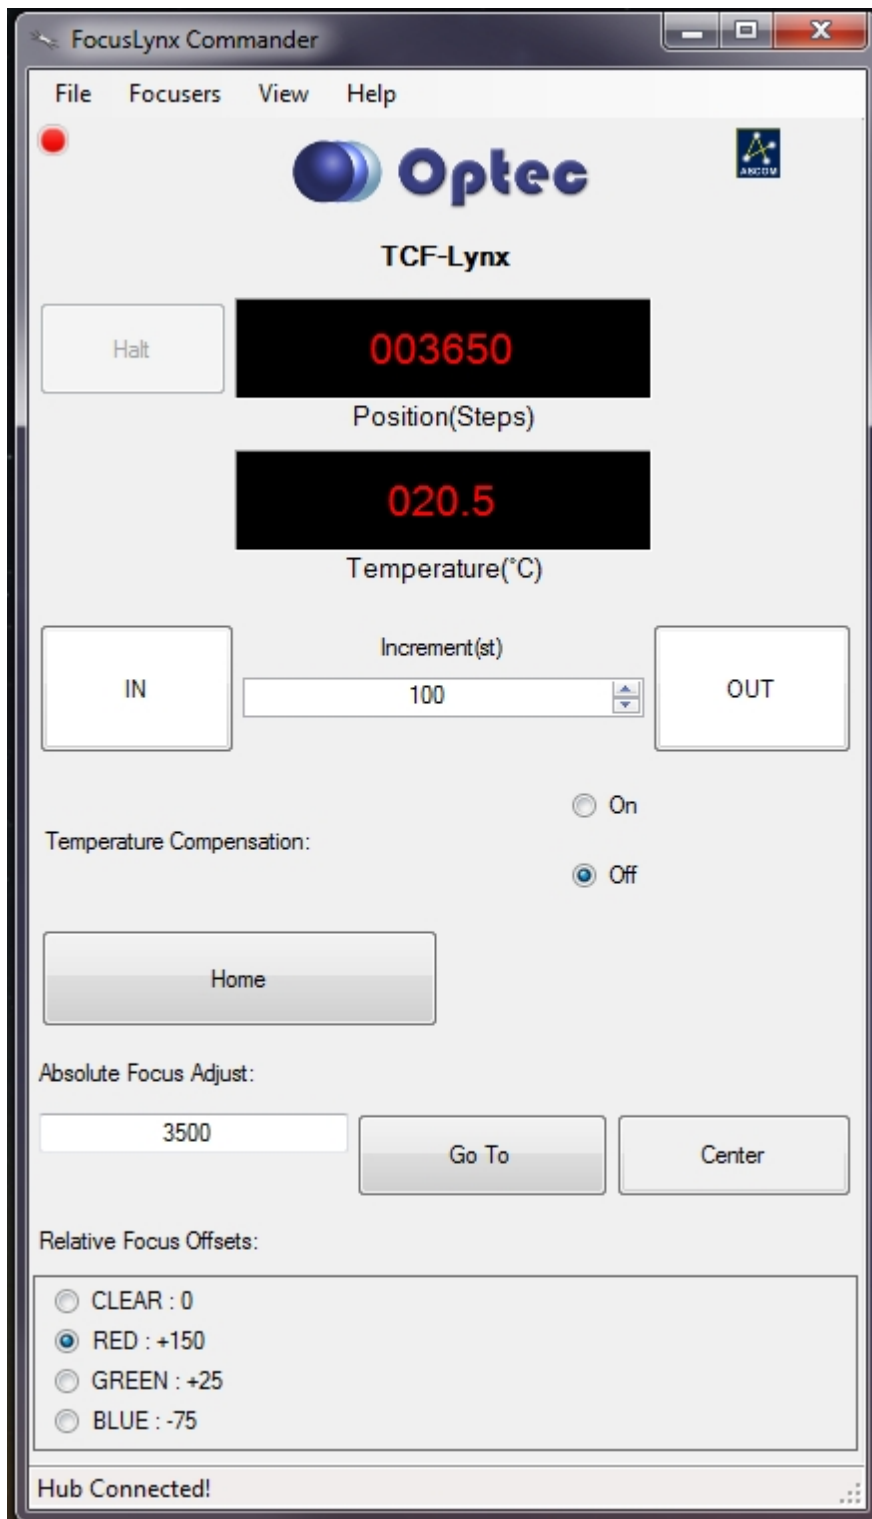 FocusLynx Commander
File Focusers View Help
Optec
ASCOM
TCF-Lynx
Halt
003650
Position(Steps)
020.5
Temperature(°C)
IN
Increment(st)
100
OUT
On
Temperature Compensation:
Off
Home
Absolute Focus Adjust:
3500
Go To
Center
Relative Focus Offsets:
CLEAR : 0
RED : +150
GREEN : +25
BLUE : -75
Hub Connected!